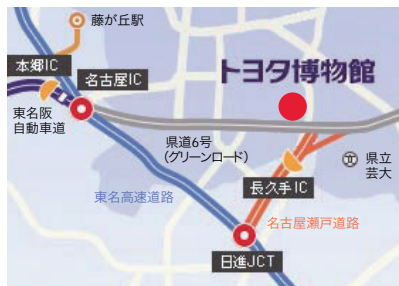 藤が丘駅
本郷IC
名古屋IC
トヨタ博物館
東名阪
自動車道
県道6号
(グリーンロード)
県立
芸大
長久手IC
東名高速道路
名古屋瀬戸道路
日進JCT